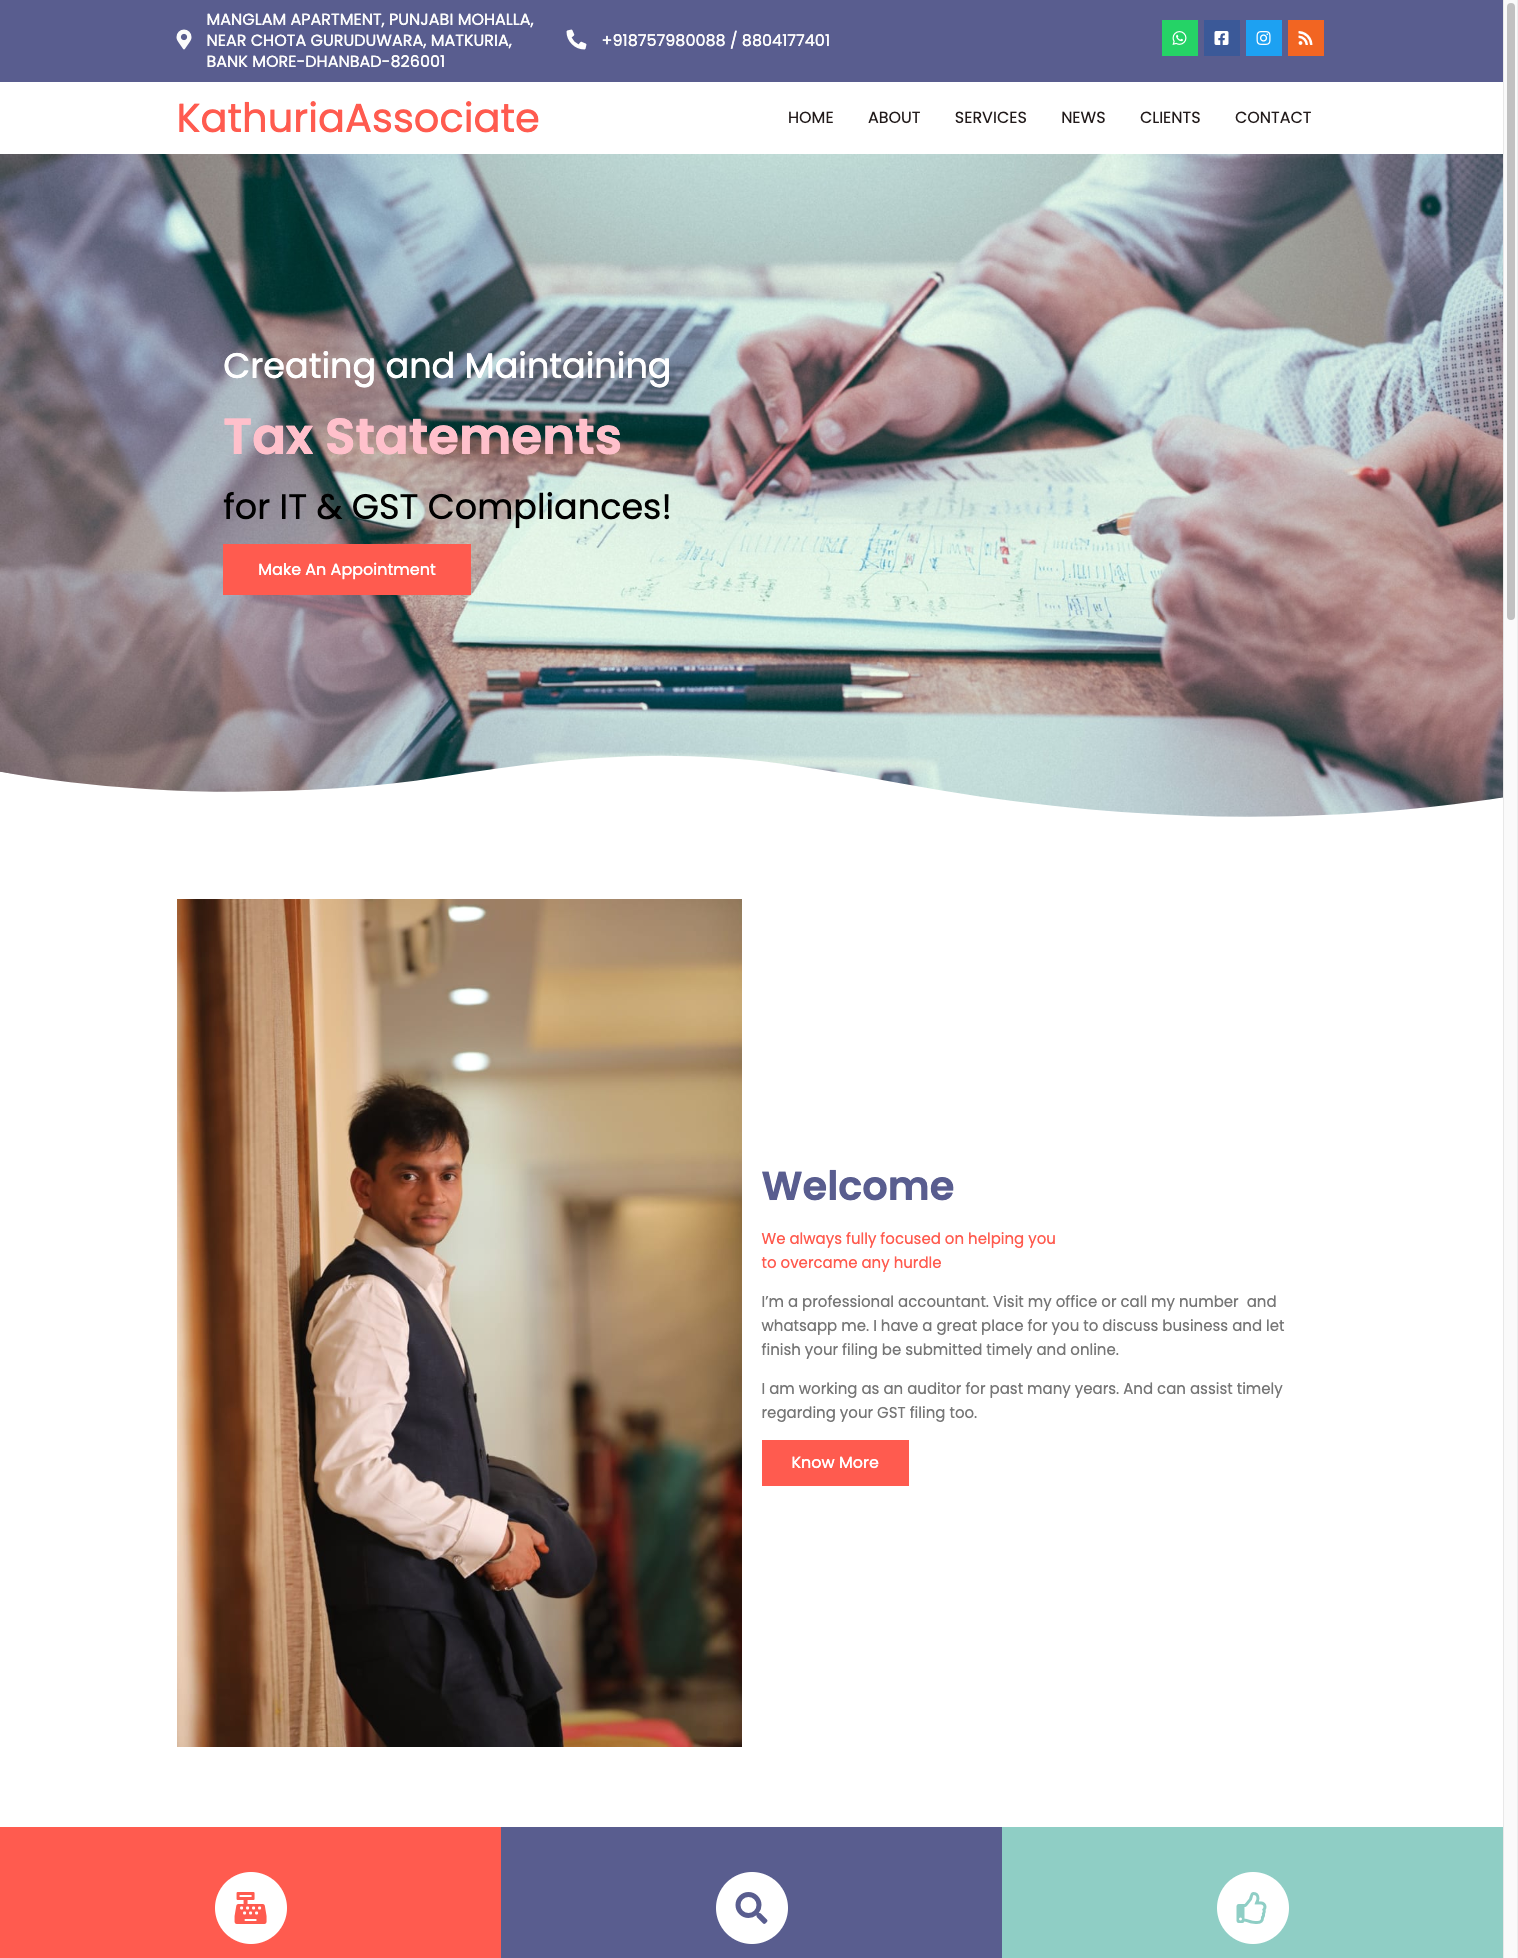 MANGLAM APARTMENT, PUNJABI MOHALLA,
NEAR CHOTA GURUDUWARA, MATKURIA,
BANK MORE-DHANBAD-826001
+918757980088 / 8804177401
KathuriaAssociate
HOME ABOUT SERVICES NEWS CLIENTS CONTACT
Creating and Maintaining
Tax Statements
for IT & GST Compliances!
Make An Appointment
Welcome
We always fully focused on helping you
to overcame any hurdle
I'm a professional accountant. Visit my office or call my number  and
whatsapp me. I have a great place for you to discuss business and let
finish your filing be submitted timely and online.
I am working as an auditor for past many years. And can assist timely
regarding your GST filing too.
Know More